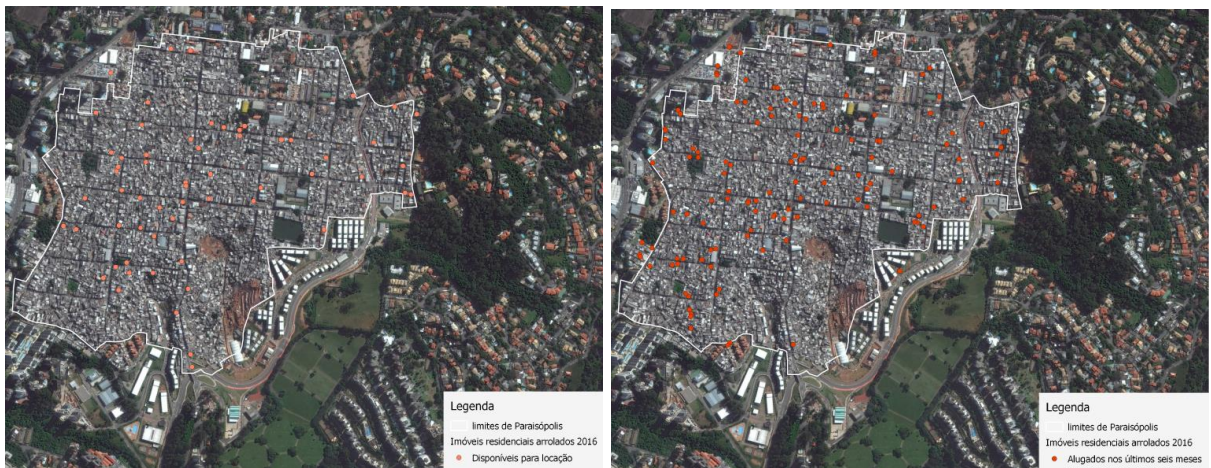 Legenda
limites de Paraisópolis
Imóveis residenciais arrolados 2016
Disponíveis para locação
Legenda
limites de Paraisópolis
Imóveis residenciais arrolados 2016
Alugados nos últimos seis meses